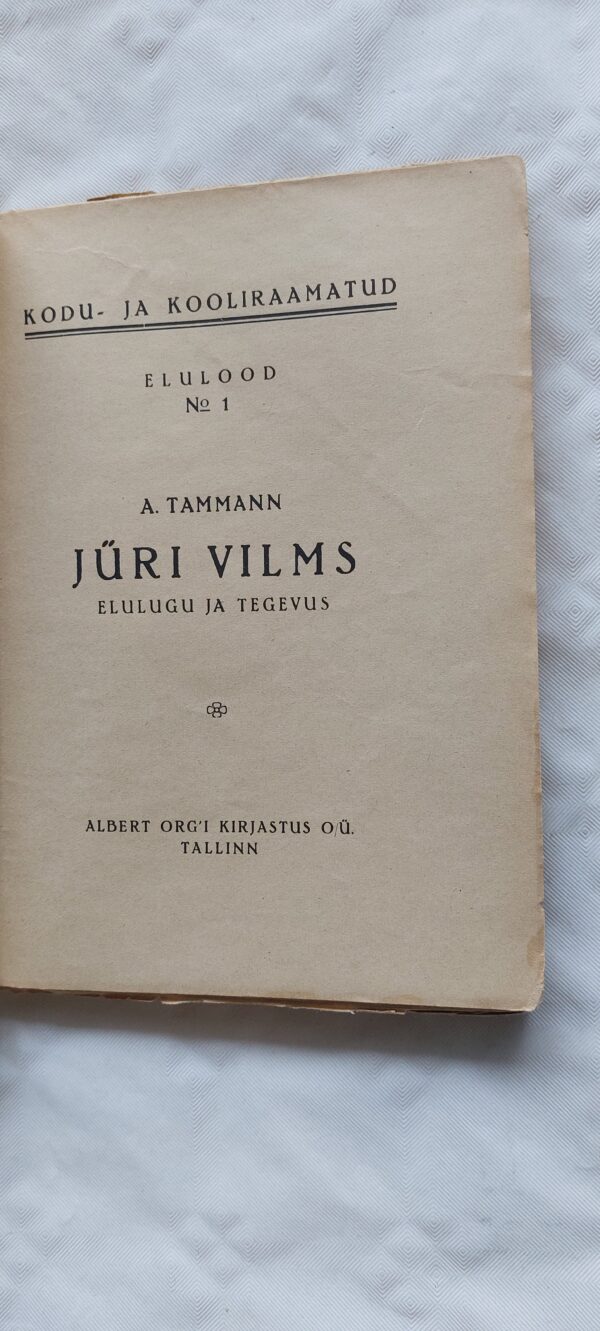 KODU- JA KOOLIRAAMATUD
ELULOOD
№ 1
A. TAMMANN
JŰRI VILMS
ELULUGU JA TEGEVUS
ALBERT ORG'I KIRJASTUS O/Ü.
TALLINN